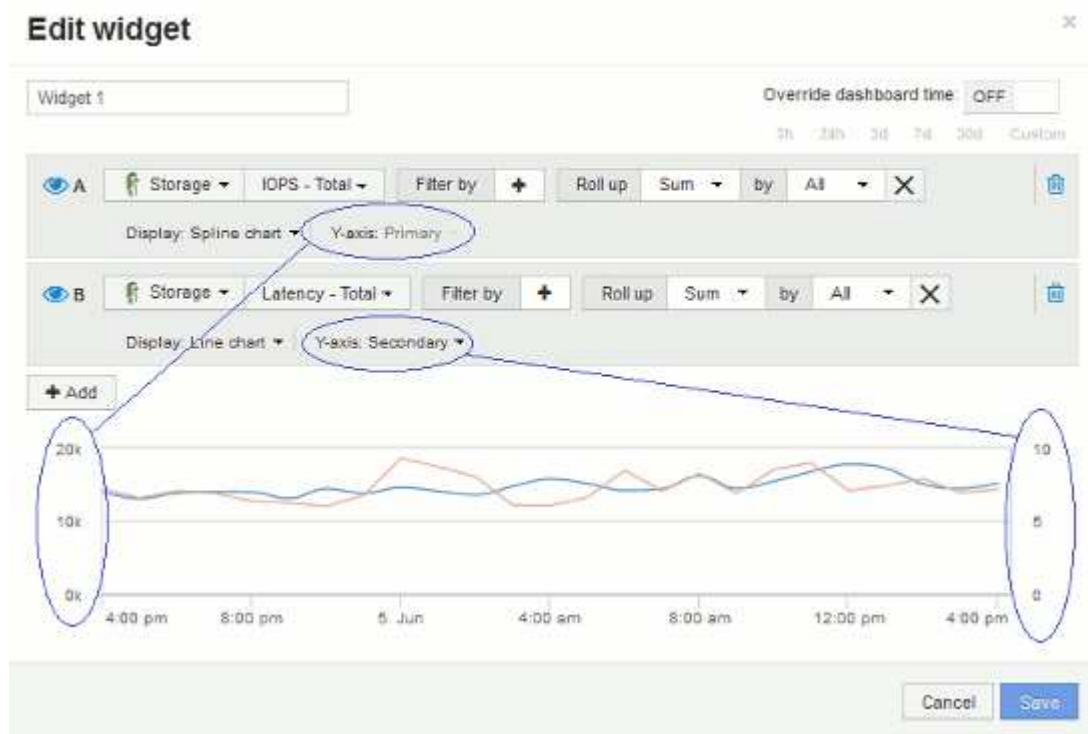 Edit widget
Widget 1
Override dashboard time OFF
3h 24h 3d 7d 30d Custom
A Storage IOPS - Total Filter by + Roll up Sum by All
Display: Spline chart Y-axis: Primary
B Storage Latency - Total Filter by + Roll up Sum by All
Display: Line chart Y-axis: Secondary
+ Add
20k 10
10k 5
0k 0
4:00 pm 8:00 pm 5. Jun 4:00 am 8:00 am 12:00 pm 4:00 pm
Cancel Save